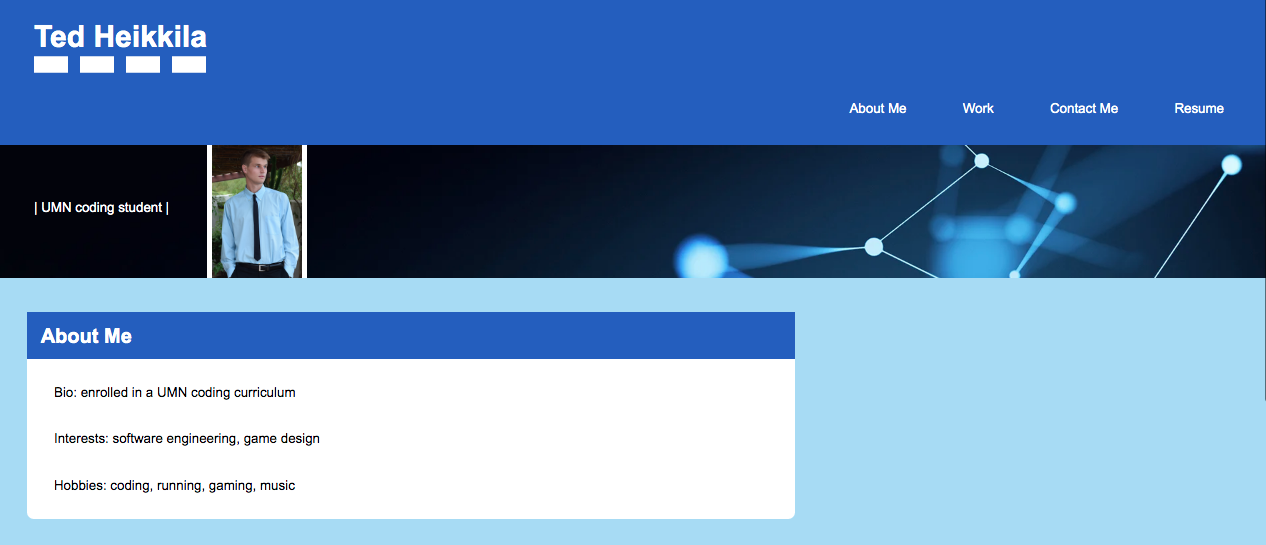 Ted Heikkila
About Me Work Contact Me Resume
| UMN coding student |
About Me
Bio: enrolled in a UMN coding curriculum
Interests: software engineering, game design
Hobbies: coding, running, gaming, music